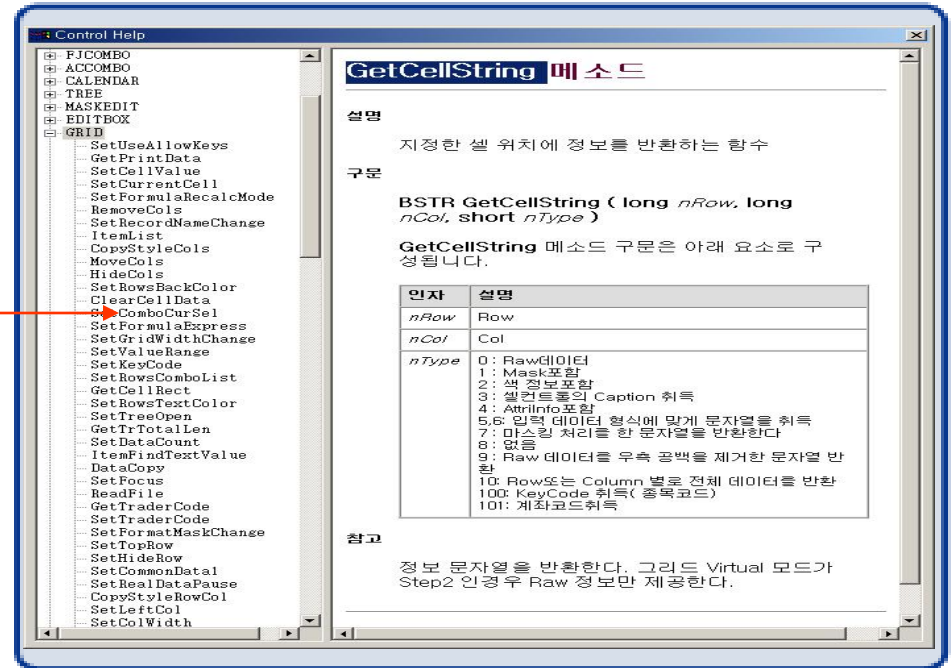 Control Help
FJCOMBO
ACCOMBO
CALENDAR
TREE
MASKEDIT
EDITBOX
GRID
SetUseAllowKeys
GetPrintData
SetCellValue
SetCurrentCell
SetFormulaRecalcMode
RemoveCols
SetRecordNameChange
ItemList
CopyStyleCols
MoveCols
HideCols
SetRowsBackColor
ClearCellData
SetFormulaExpress
SetGridWidthChange
SetValueRange
SetKeyCode
SetRowsComboList
GetCellRect
SetRowsTextColor
SetTreeOpen
GetTrTotalLen
SetDataCount
ItemFindTextValue
DataCopy
SetFocus
ReadFile
GetTraderCode
SetTraderCode
SetFormatMaskChange
SetTopRow
SetHideRow
SetCommonDatal
SetRealDataPause
CopyStyleRowCol
SetLeftCol
SetColWidth
GetCellString 메소드
설명
지정한 셀 위치에 정보를 반환하는 함수
구문
BSTR GetCellString ( long nRow, long
nCol, short nType )
GetCellString 메소드 구문은 아래 요소로 구
성됩니다.
인자 설명
nRow Row
nCol Col
nType 0 : Raw데이터
1 : Mask포함
2 : 색 정보포함
3 : 셀컨트롤의 Caption 취득
4 : AttriInfo포함
5,6: 입력 데이터 형식에 맞게 문자열을 취득
7 : 마스킹 처리를 한 문자열을 반환한다
8 : 없음
9 : Raw 데이터를 우측 공백을 제거한 문자열 반
환
10: Row또는 Column 별로 전체 데이터를 반환
100: KeyCode 취득( 종목코드)
101: 계좌코드취득
참고
정보 문자열을 반환한다. 그리드 Virtual 모드가
Step2 인경우 Raw 정보만 제공한다.